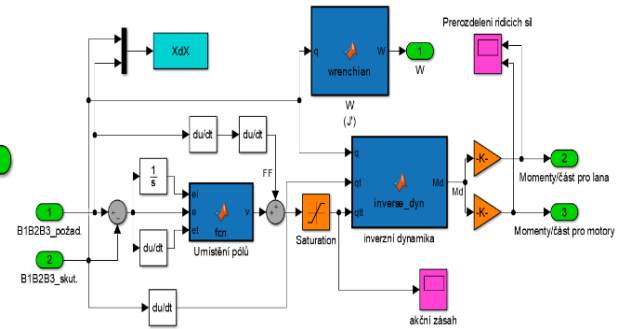 Prerozdeleni ridicich sil
XdX
q
wrenchian
W
1
W
W
(J')
du/dt
du/dt
FF
q
qt
qtt
inverse_dyn
Md
Md
inverzní dynamika
-K-
-K-
2
Momenty/část pro lana
3
Momenty/část pro motory
1
s
ei
e
et
fcn
v
Umístění pólů
Saturation
1
B1B2B3_požad.
2
B1B2B3_skut.
du/dt
du/dt
akční zásah